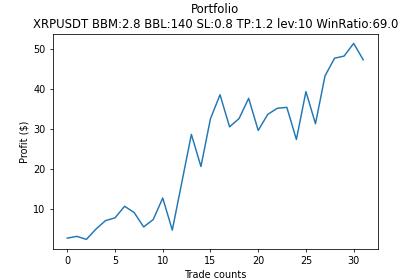 Portfolio
XRPUSDT BBM:2.8 BBL:140 SL:0.8 TP:1.2 lev:10 WinRatio:69.0
50
40
30
20
10
Profit ($)
0 5 10 15 20 25 30
Trade counts